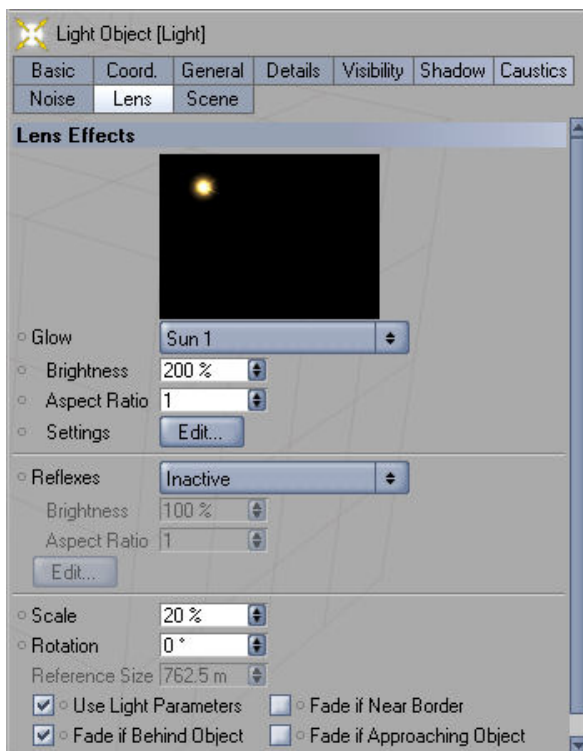 Light Object [Light]
Basic Coord. General Details Visibility Shadow Caustics
Noise Lens Scene
Lens Effects
Glow Sun 1
Brightness 200 %
Aspect Ratio 1
Settings Edit...
Reflexes Inactive
Brightness 100 %
Aspect Ratio 1
Edit...
Scale 20 %
Rotation 0 °
Reference Size 762.5 m
Use Light Parameters Fade if Near Border
Fade if Behind Object Fade if Approaching Object